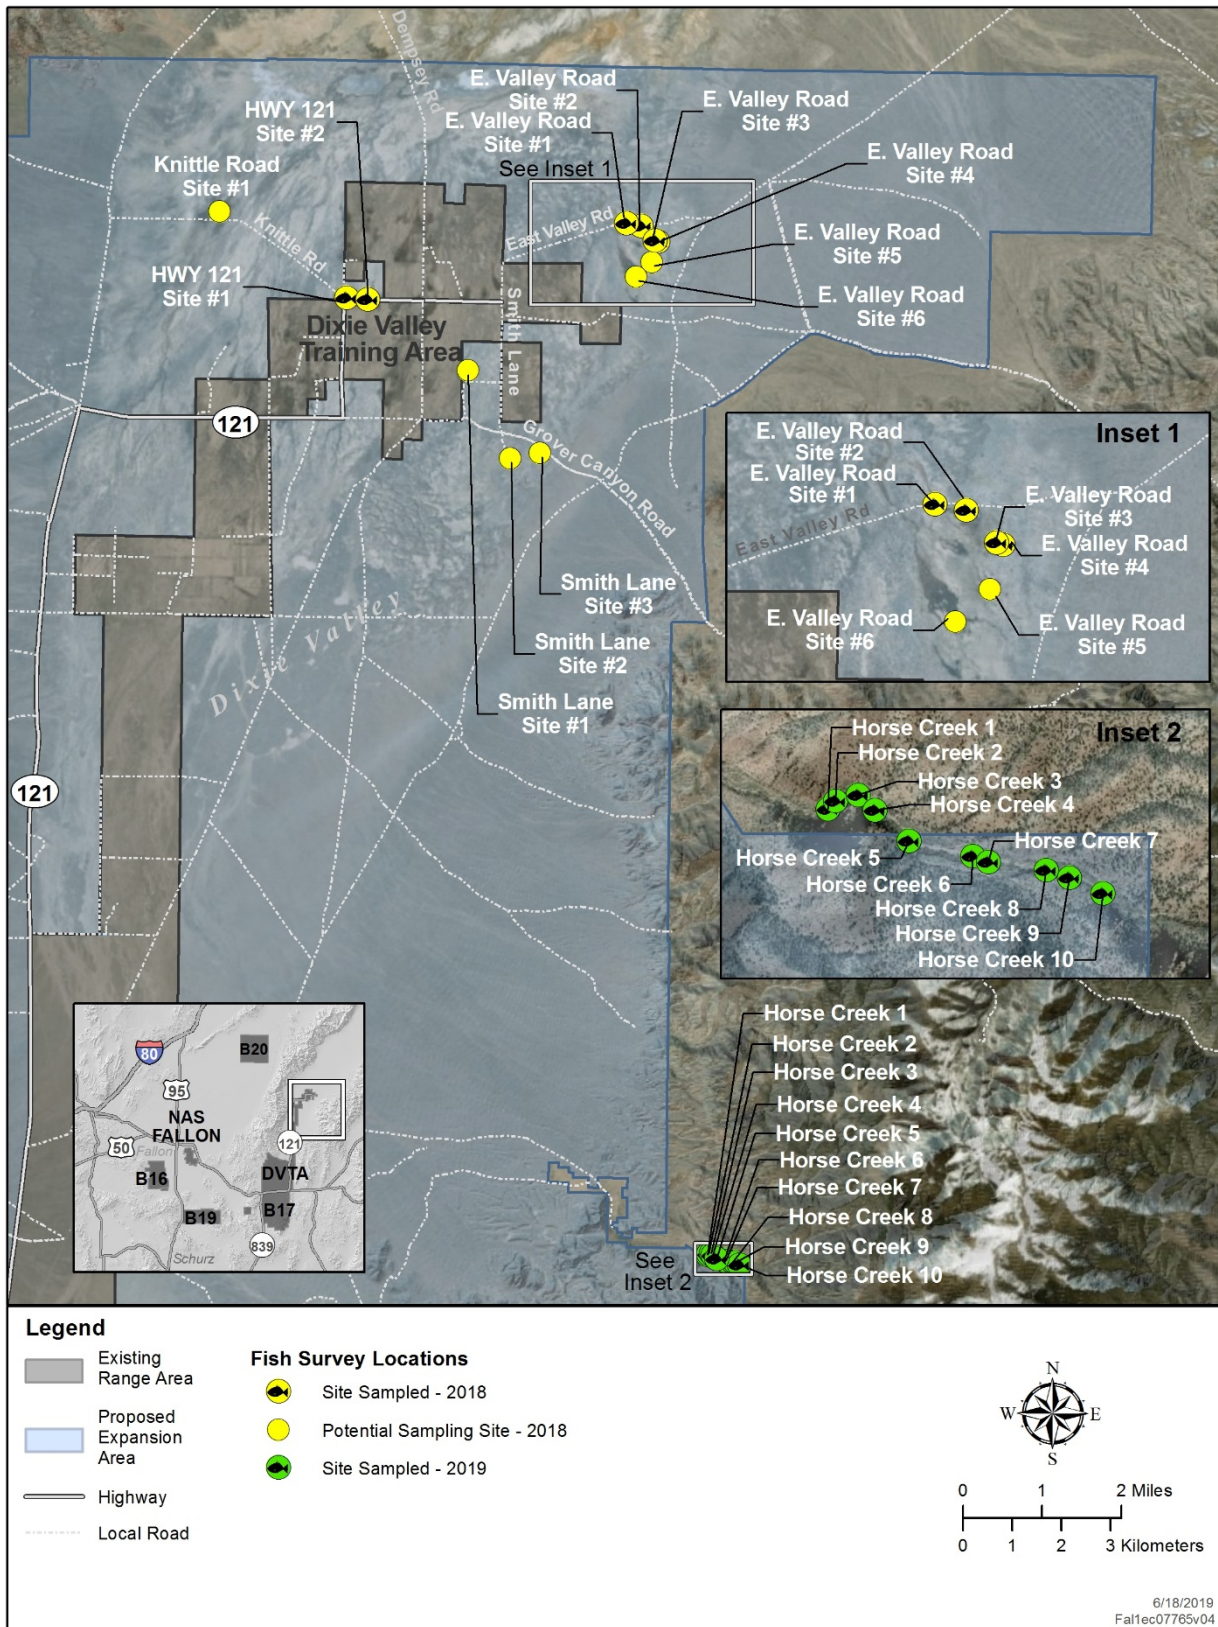 Dempsey Rd
E. Valley Road
Site #2
E. Valley Road
Site #1
E. Valley Road
Site #3
HWY 121
Site #2
E. Valley Road
Site #4
Knittle Road
Site #1
See Inset 1
East Valley Rd
Knittle Rd
E. Valley Road
Site #5
HWY 121
Site #1
E. Valley Road
Site #6
Dixie Valley
Training Area
Smith Lane
121
Grover Canyon Road
Smith Lane
Site #3
Smith Lane
Site #2
Smith Lane
Site #1
Dixie Valley
121
Inset 1
E. Valley Road
Site #2
E. Valley Road
Site #1
E. Valley Road
Site #3
E. Valley Road
Site #4
East Valley Rd
E. Valley Road
Site #6
E. Valley Road
Site #5
Inset 2
Horse Creek 1
Horse Creek 2
Horse Creek 3
Horse Creek 4
Horse Creek 5
Horse Creek 7
Horse Creek 6
Horse Creek 8
Horse Creek 9
Horse Creek 10
Horse Creek 1
Horse Creek 2
Horse Creek 3
Horse Creek 4
Horse Creek 5
Horse Creek 6
Horse Creek 7
Horse Creek 8
Horse Creek 9
Horse Creek 10
See
Inset 2
80
B20
95
NAS
FALLON
50
Fallon
121
B16
DVTA
B19
B17
839
Schurz
Legend
Existing
Range Area
Proposed
Expansion
Area
Highway
Local Road
Fish Survey Locations
Site Sampled - 2018
Potential Sampling Site - 2018
Site Sampled - 2019
N
W
E
S
0 1 2 Miles
0 1 2 3 Kilometers
6/18/2019
Fal1ec07765v04